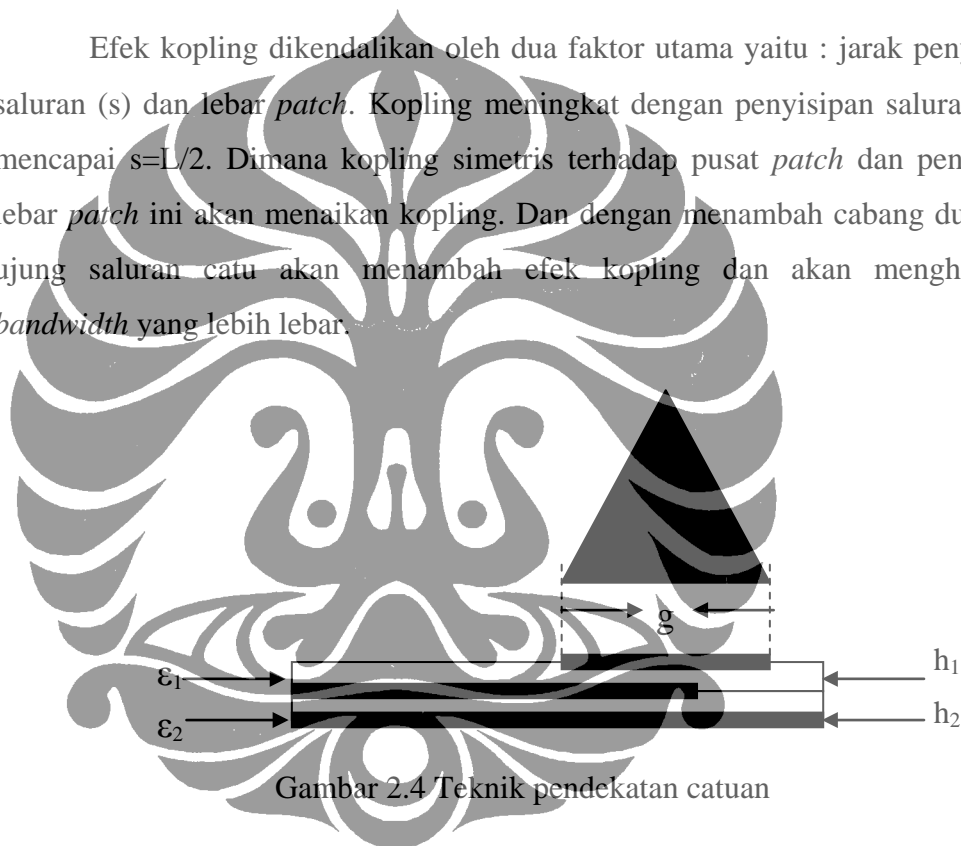 Efek kopling dikendalikan oleh dua faktor utama yaitu : jarak peny
saluran (s) dan lebar patch. Kopling meningkat dengan penyisipan salura
mencapai s=L/2. Dimana kopling simetris terhadap pusat patch dan pen
lebar patch ini akan menaikan kopling. Dan dengan menambah cabang du
ujung saluran catu akan menambah efek kopling dan akan mengh
bandwidth yang lebih lebar.
g
ε₁
h₁
ε₂
h₂
Gambar 2.4 Teknik pendekatan catuan